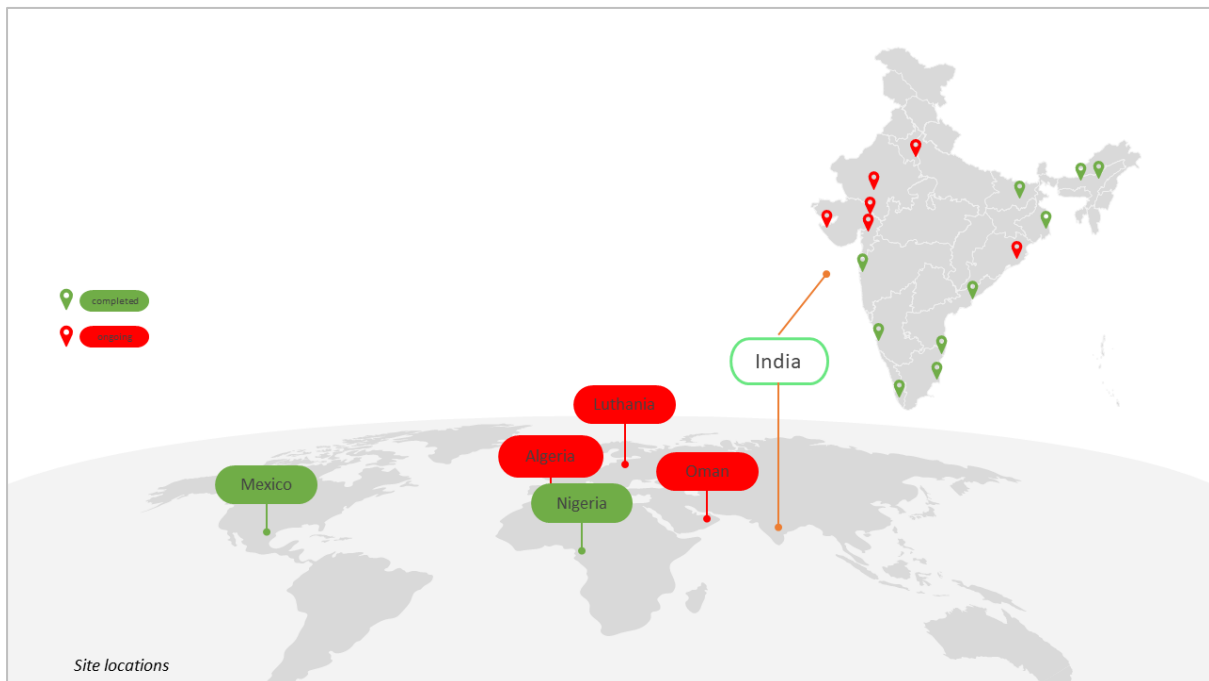 completed
India
Luthania
Algeria
Oman
Mexico
Nigeria
Site locations